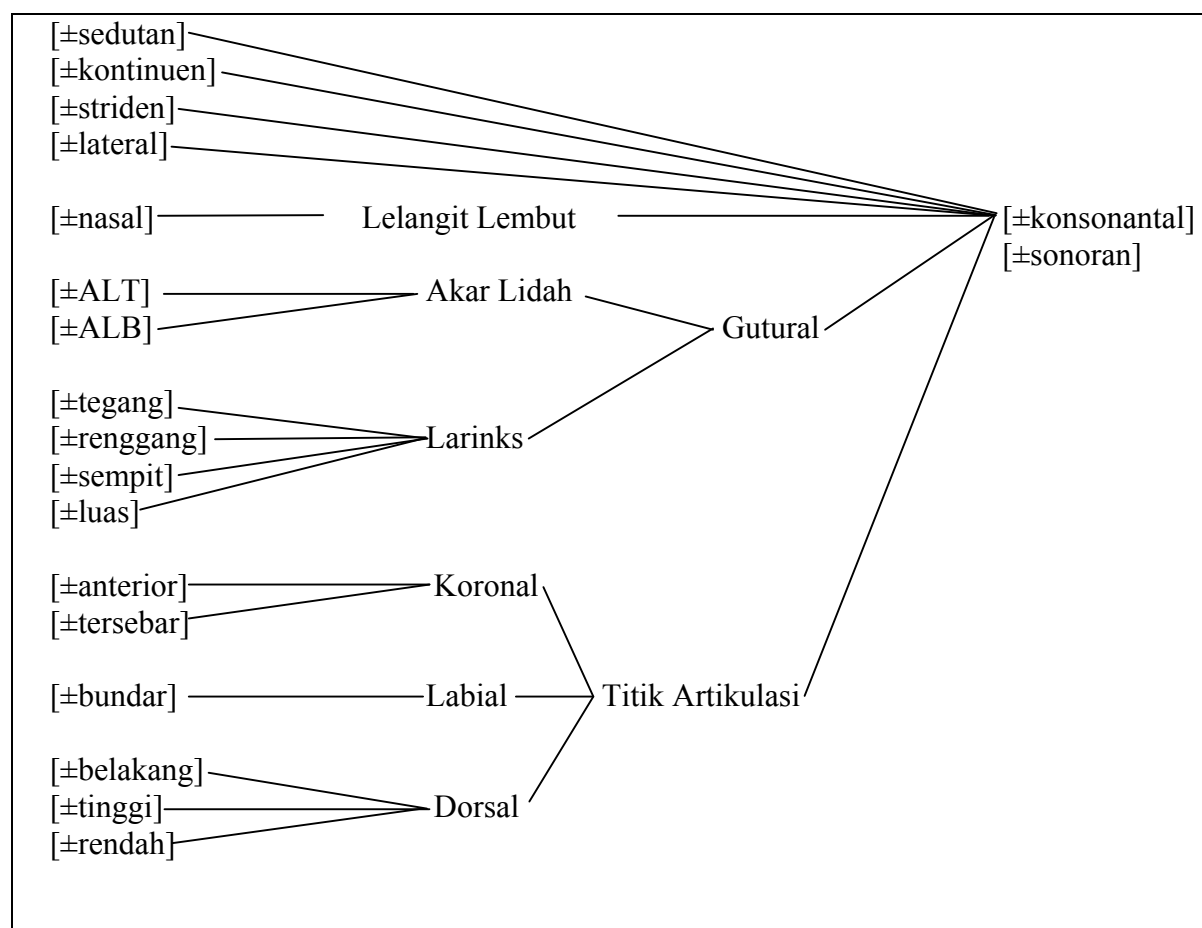 [±sedutan]
[±kontinuen]
[±striden]
[±lateral]
[±nasal] Lelangit Lembut [±konsonantal]
[±sonoran]
[±ALT] Akar Lidah
[±ALB] Gutural
[±tegang]
[±renggang] Larinks
[±sempit]
[±luas]
[±anterior] Koronal
[±tersebar]
[±bundar] Labial Titik Artikulasi
[±belakang]
[±tinggi] Dorsal
[±rendah]